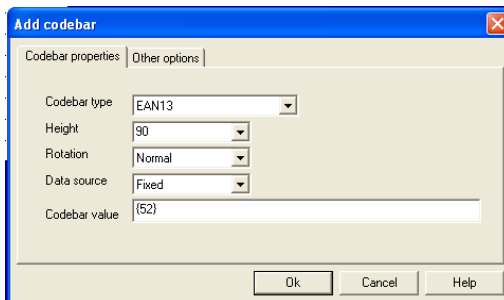 Add codebar
Codebar properties Other options
Codebar type EAN13
Height 90
Rotation Normal
Data source Fixed
Codebar value {52}
Ok Cancel Help